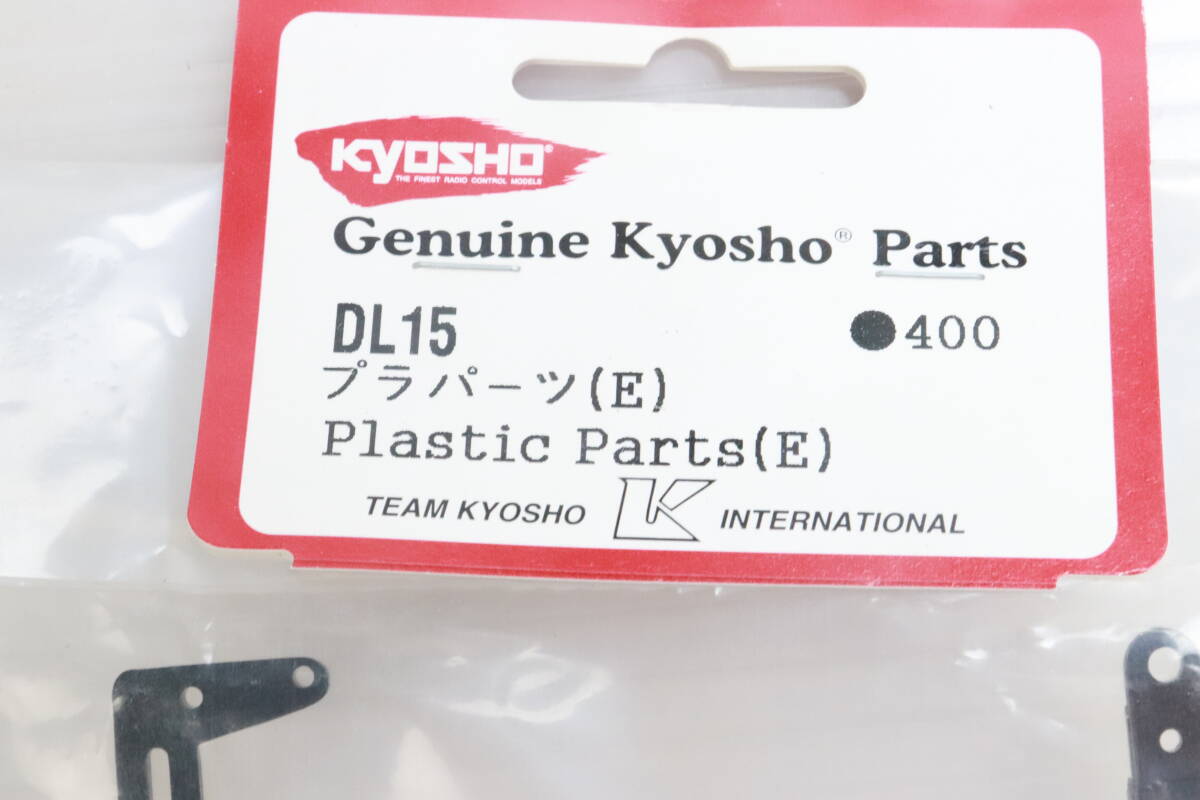 KYOSHO®
THE FINEST RADIO CONTROL MODELS
Genuine Kyosho® Parts
DL15 ●400
プラパーツ(E)
Plastic Parts(E)
TEAM KYOSHO K INTERNATIONAL